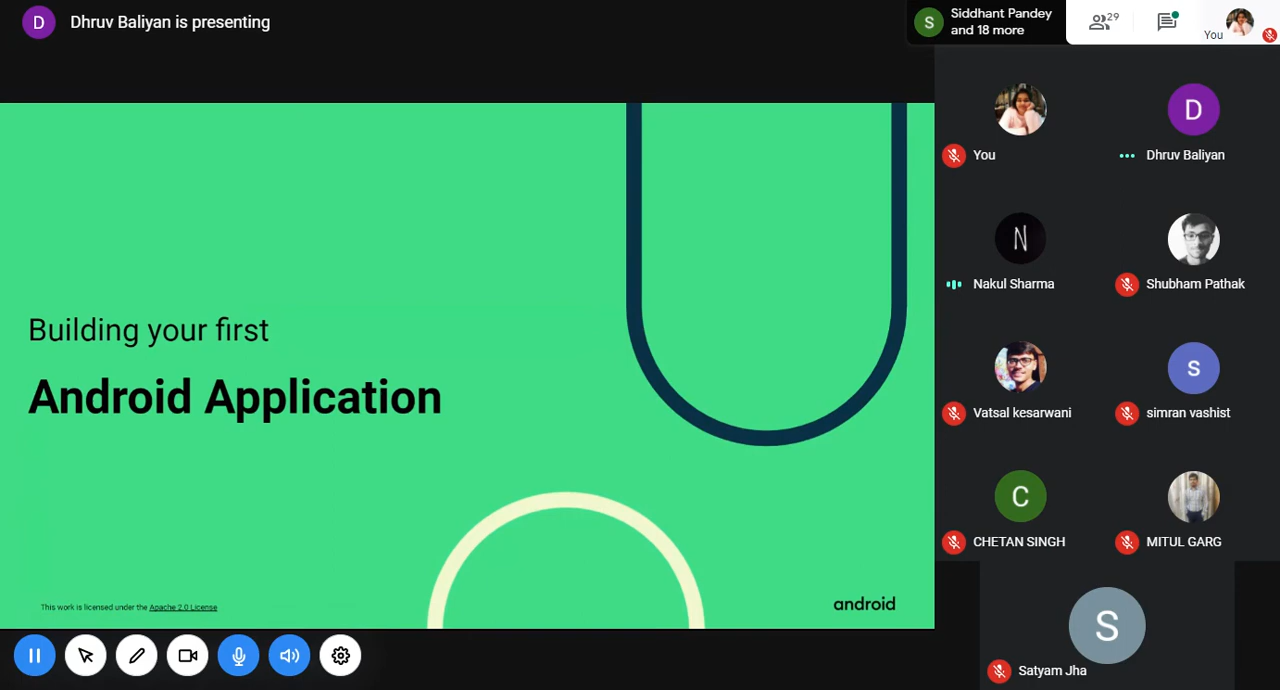 D
Dhruv Baliyan is presenting
S
Siddhant Pandey
and 18 more
29
You
You
D
Dhruv Baliyan
N
Nakul Sharma
Shubham Pathak
Vatsal kesarwani
S
simran vashist
C
CHETAN SINGH
MITUL GARG
S
Satyam Jha
Building your first
Android Application
This work is licensed under the Apache 2.0 License
android